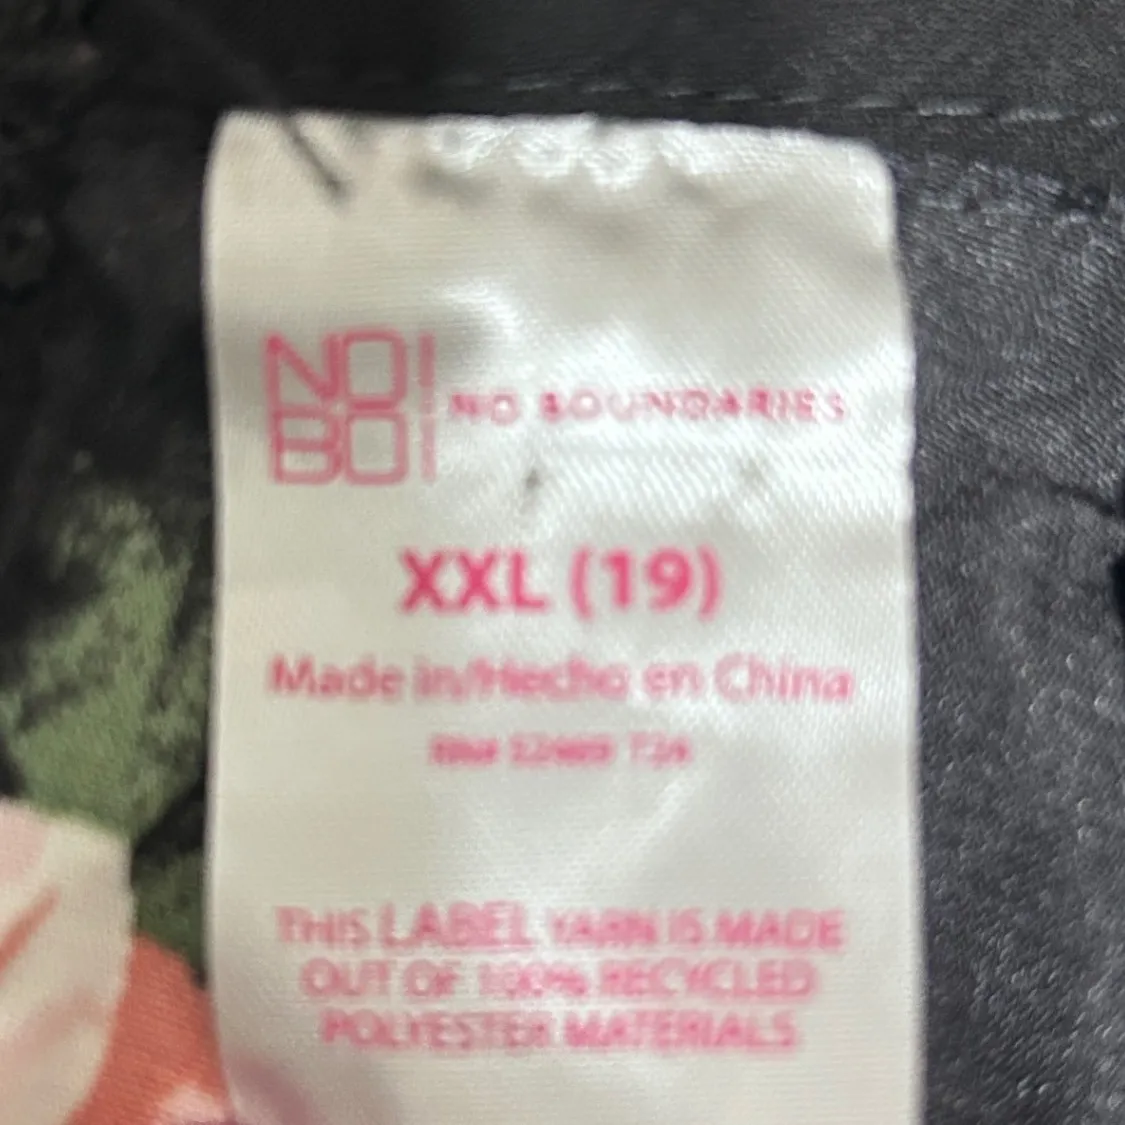 NO
BO
NO BOUNDARIES
XXL (19)
Made in/Hecho en China
THIS LABEL YARN IS MADE
OUT OF 100% RECYCLED
POLYESTER MATERIALS